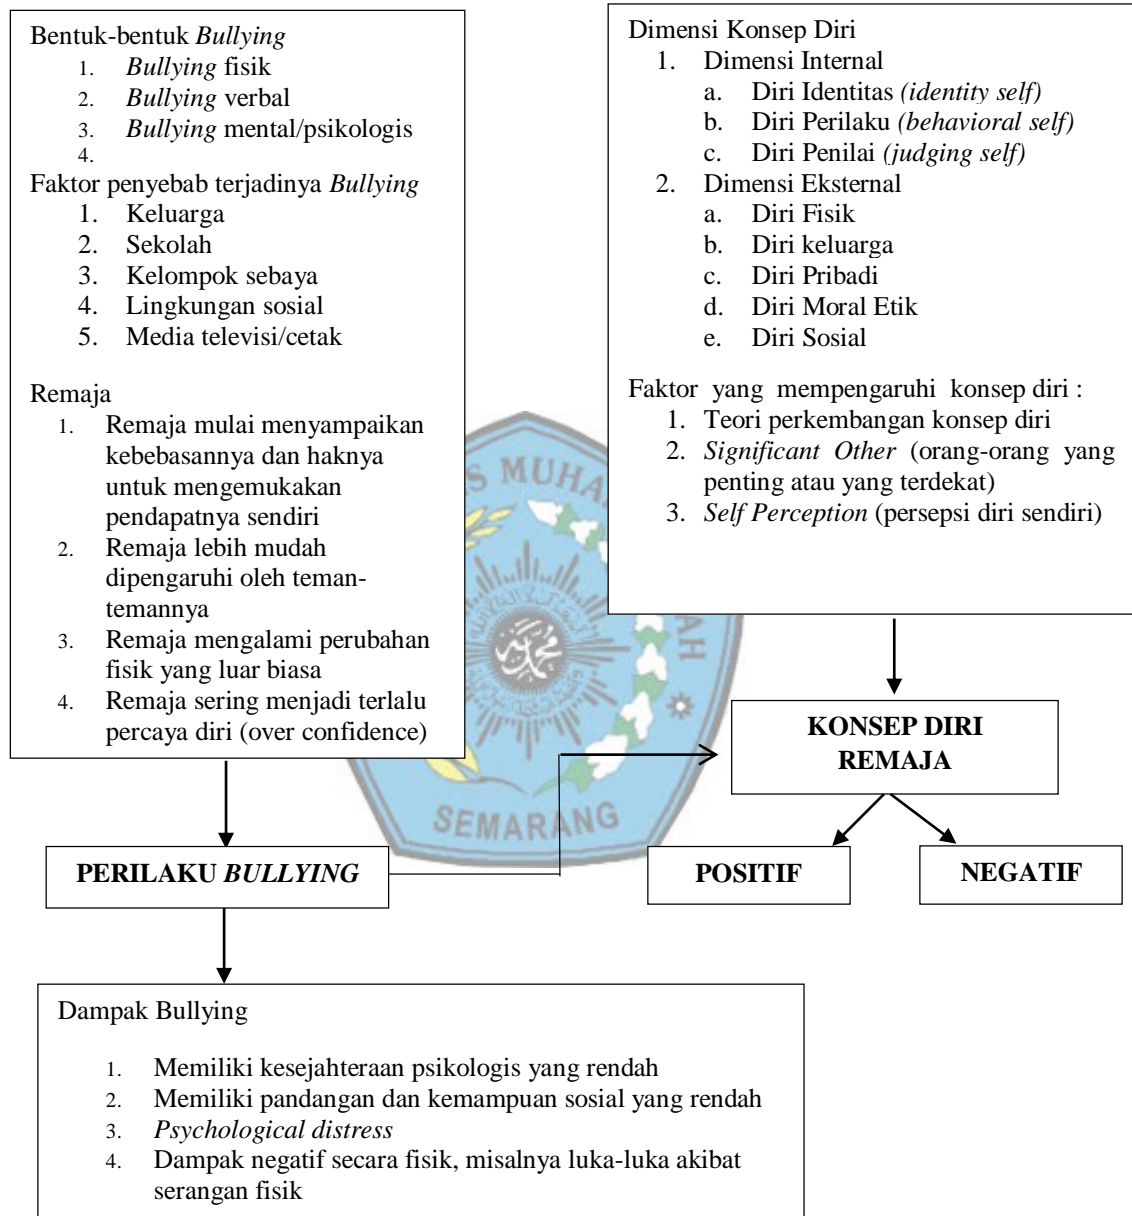 Bentuk-bentuk Bullying
1. Bullying fisik
2. Bullying verbal
3. Bullying mental/psikologis
4.
Faktor penyebab terjadinya Bullying
1. Keluarga
2. Sekolah
3. Kelompok sebaya
4. Lingkungan sosial
5. Media televisi/cetak
Remaja
1. Remaja mulai menyampaikan
kebebasannya dan haknya
untuk mengemukakan
pendapatnya sendiri
2. Remaja lebih mudah
dipengaruhi oleh teman-
temannya
3. Remaja mengalami perubahan
fisik yang luar biasa
4. Remaja sering menjadi terlalu
percaya diri (over confidence)
Dimensi Konsep Diri
1. Dimensi Internal
a. Diri Identitas (identity self)
b. Diri Perilaku (behavioral self)
c. Diri Penilai (judging self)
2. Dimensi Eksternal
a. Diri Fisik
b. Diri keluarga
c. Diri Pribadi
d. Diri Moral Etik
e. Diri Sosial
Faktor yang mempengaruhi konsep diri :
1. Teori perkembangan konsep diri
2. Significant Other (orang-orang yang
penting atau yang terdekat)
3. Self Perception (persepsi diri sendiri)
KONSEP DIRI
REMAJA
SEMARANG
PERILAKU BULLYING
POSITIF
NEGATIF
Dampak Bullying
1. Memiliki kesejahteraan psikologis yang rendah
2. Memiliki pandangan dan kemampuan sosial yang rendah
3. Psychological distress
4. Dampak negatif secara fisik, misalnya luka-luka akibat
serangan fisik